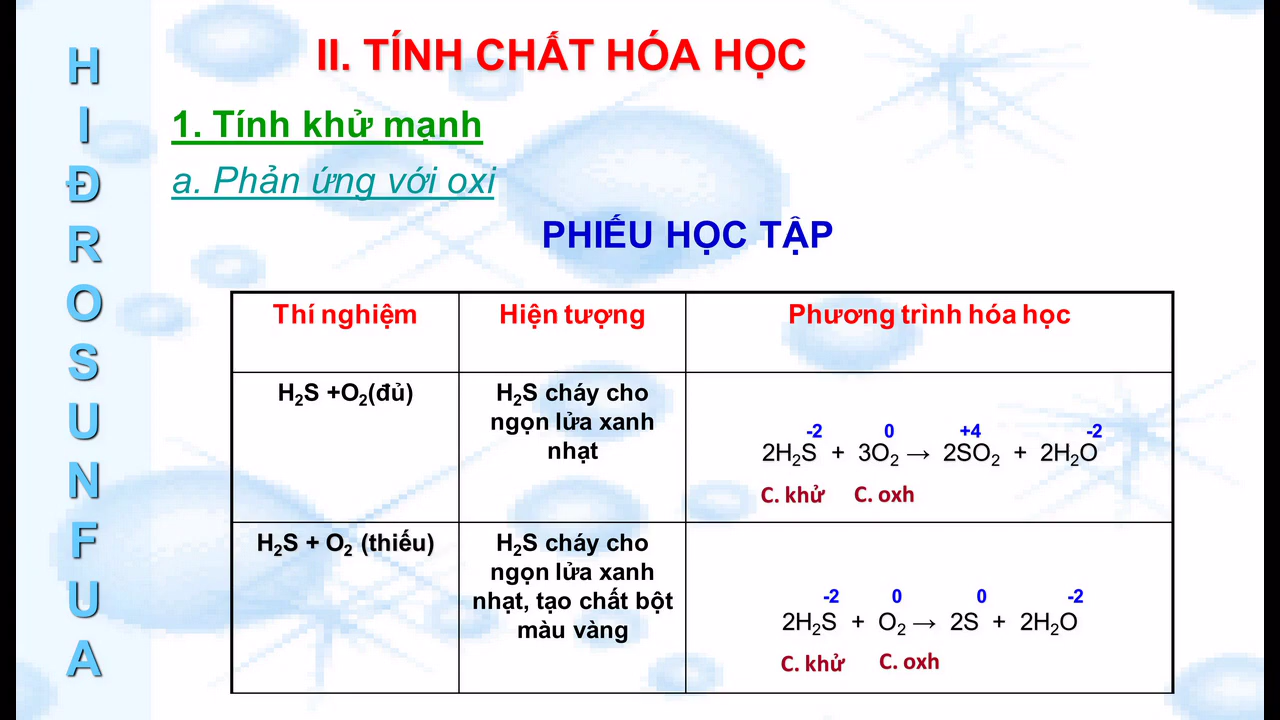 HIĐROSUNFUA
II. TÍNH CHẤT HÓA HỌC
1. Tính khử mạnh
a. Phản ứng với oxi
PHIẾU HỌC TẬP
Thí nghiệm Hiện tượng Phương trình hóa học
H₂S +O₂(đủ)
H₂S cháy cho
ngọn lửa xanh
nhạt
-2 0 +4 -2
2H₂S + 3O₂ → 2SO₂ + 2H₂O
C. khử C. oxh
H₂S + O₂ (thiếu)
H₂S cháy cho
ngọn lửa xanh
nhạt, tạo chất bột
màu vàng
-2 0 0 -2
2H₂S + O₂ → 2S + 2H₂O
C. khử C. oxh